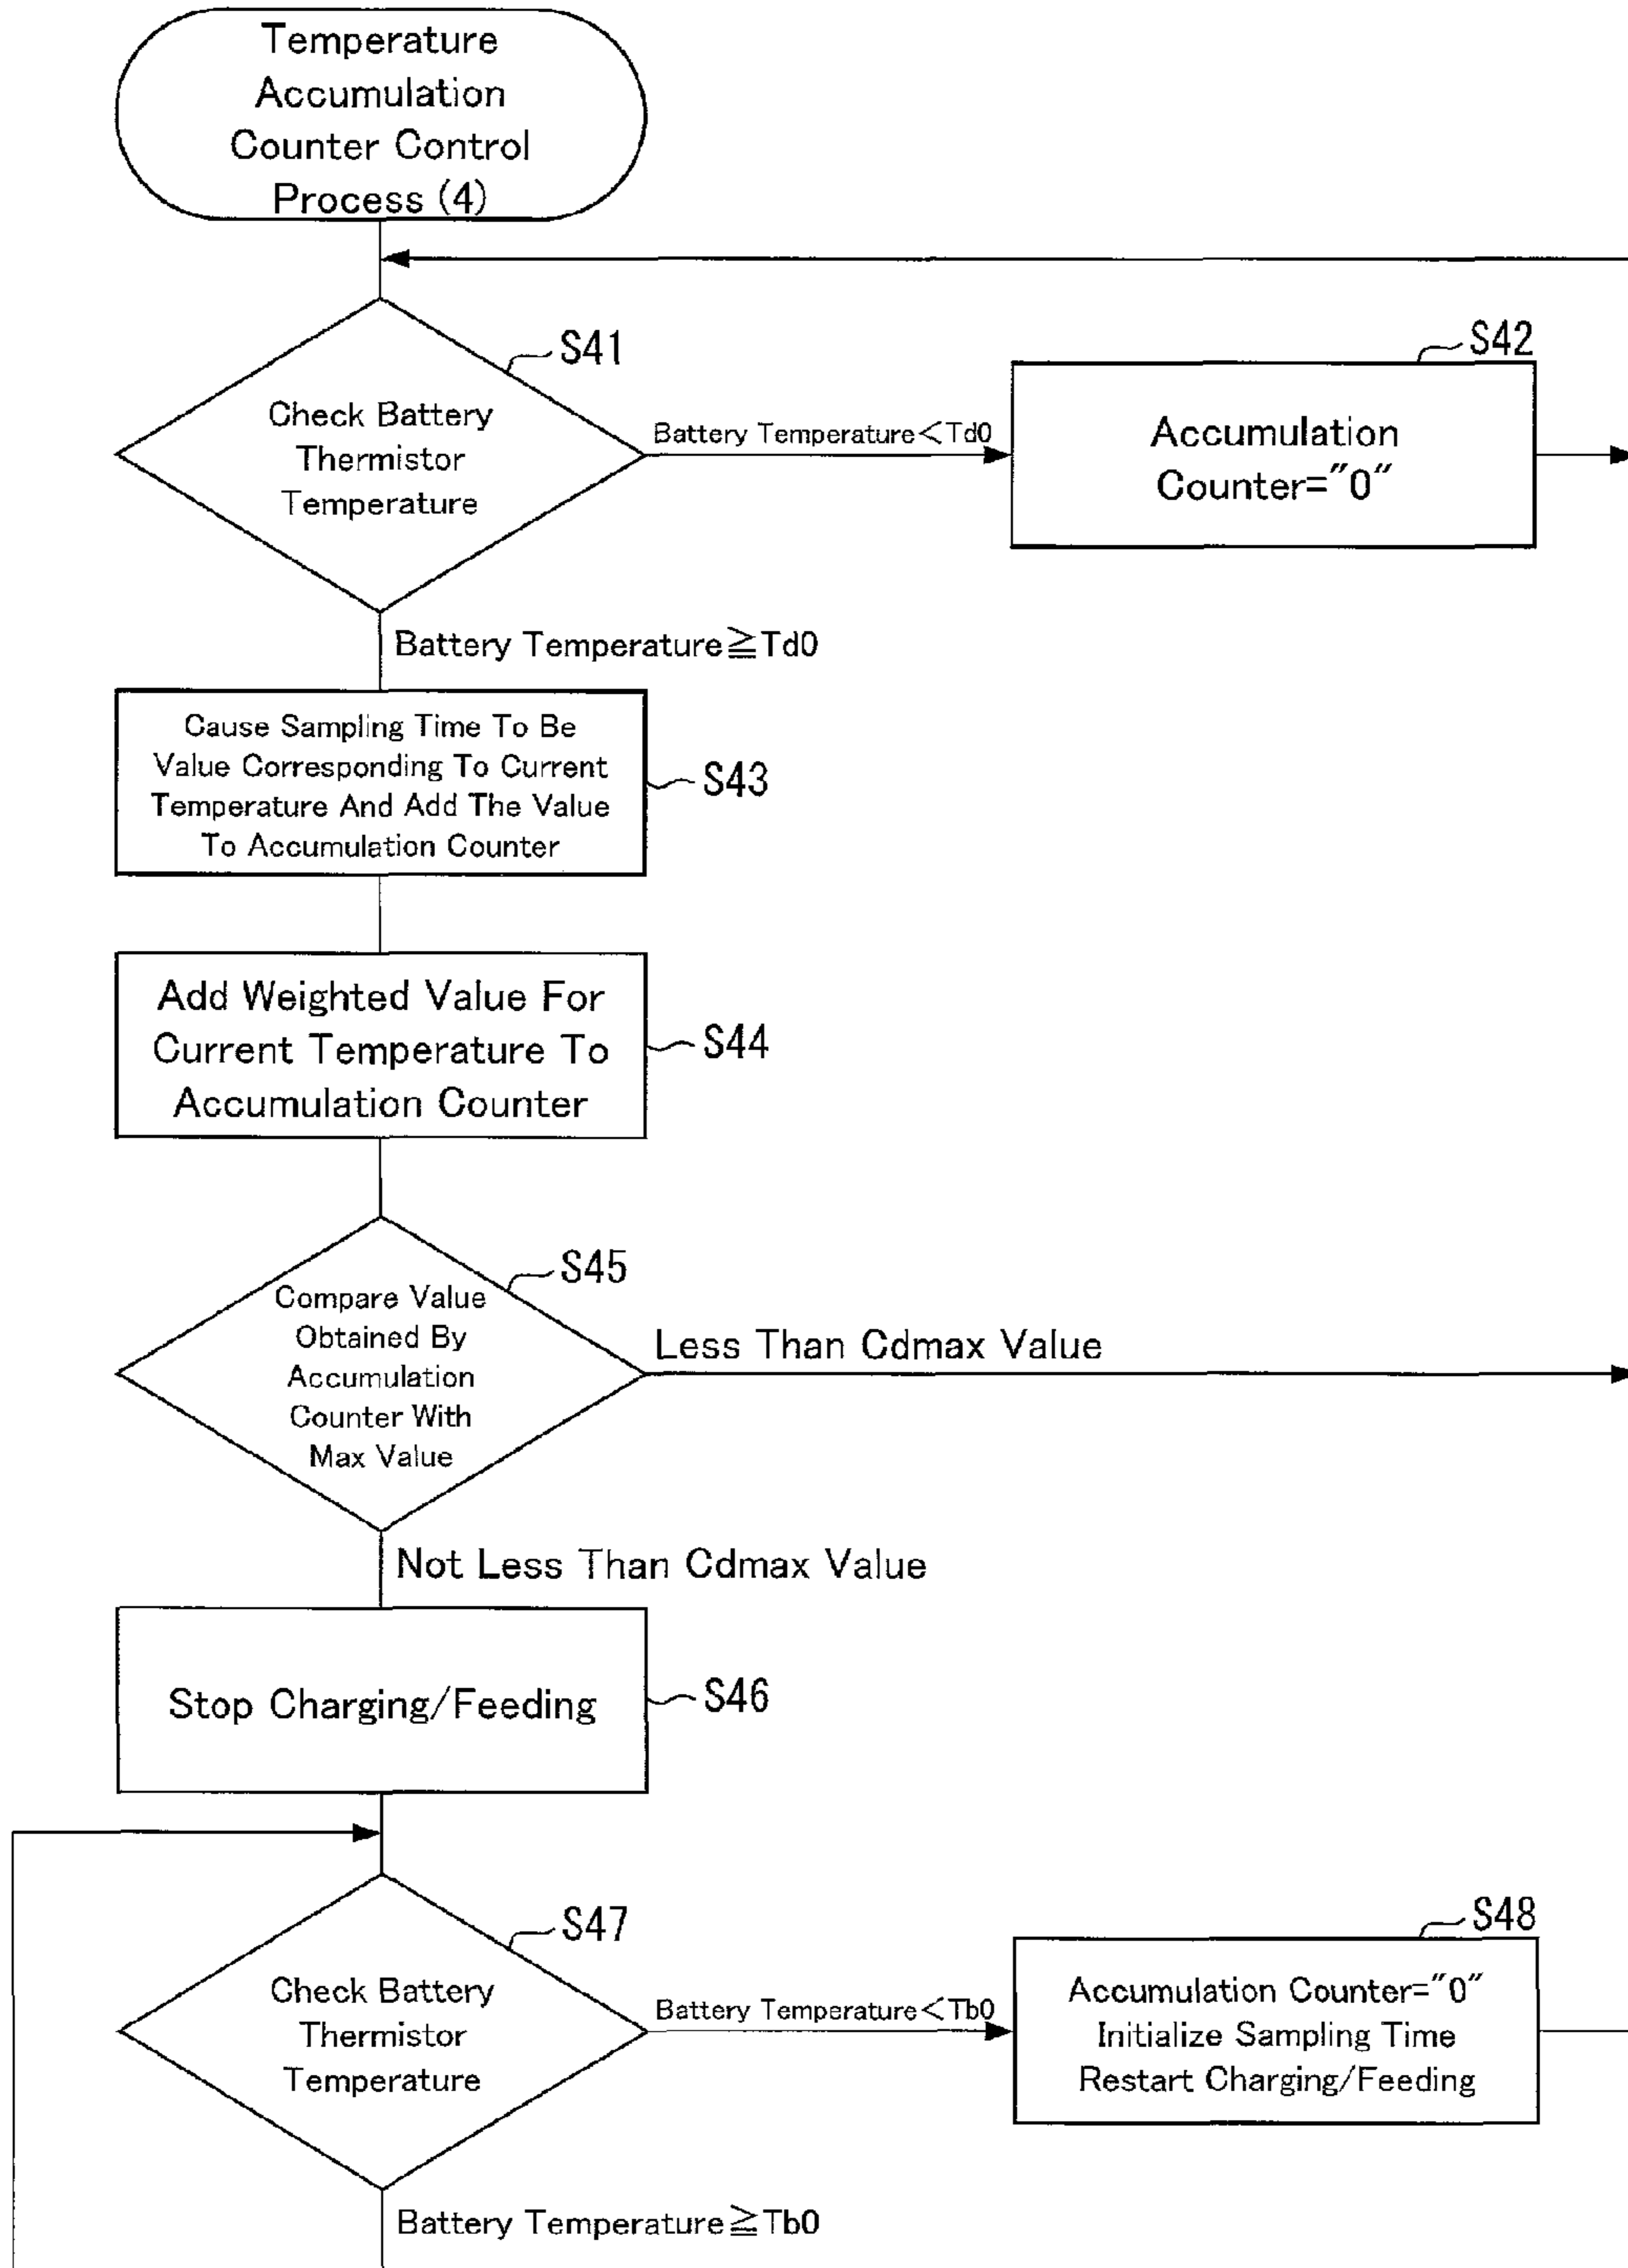 Temperature
Accumulation
Counter Control
Process (4)
S41
S42
Check Battery
Thermistor
Temperature
Battery Temperature<Td0
Accumulation
Counter="0"
Battery Temperature≧Td0
Cause Sampling Time To Be
Value Corresponding To Current
Temperature And Add The Value
To Accumulation Counter
S43
Add Weighted Value For
Current Temperature To
Accumulation Counter
S44
S45
Compare Value
Obtained By
Accumulation
Counter With
Max Value
Less Than Cdmax Value
Not Less Than Cdmax Value
Stop Charging/Feeding
S46
S47
S48
Check Battery
Thermistor
Temperature
Battery Temperature<Tb0
Accumulation Counter="0"
Initialize Sampling Time
Restart Charging/Feeding
Battery Temperature≧Tb0